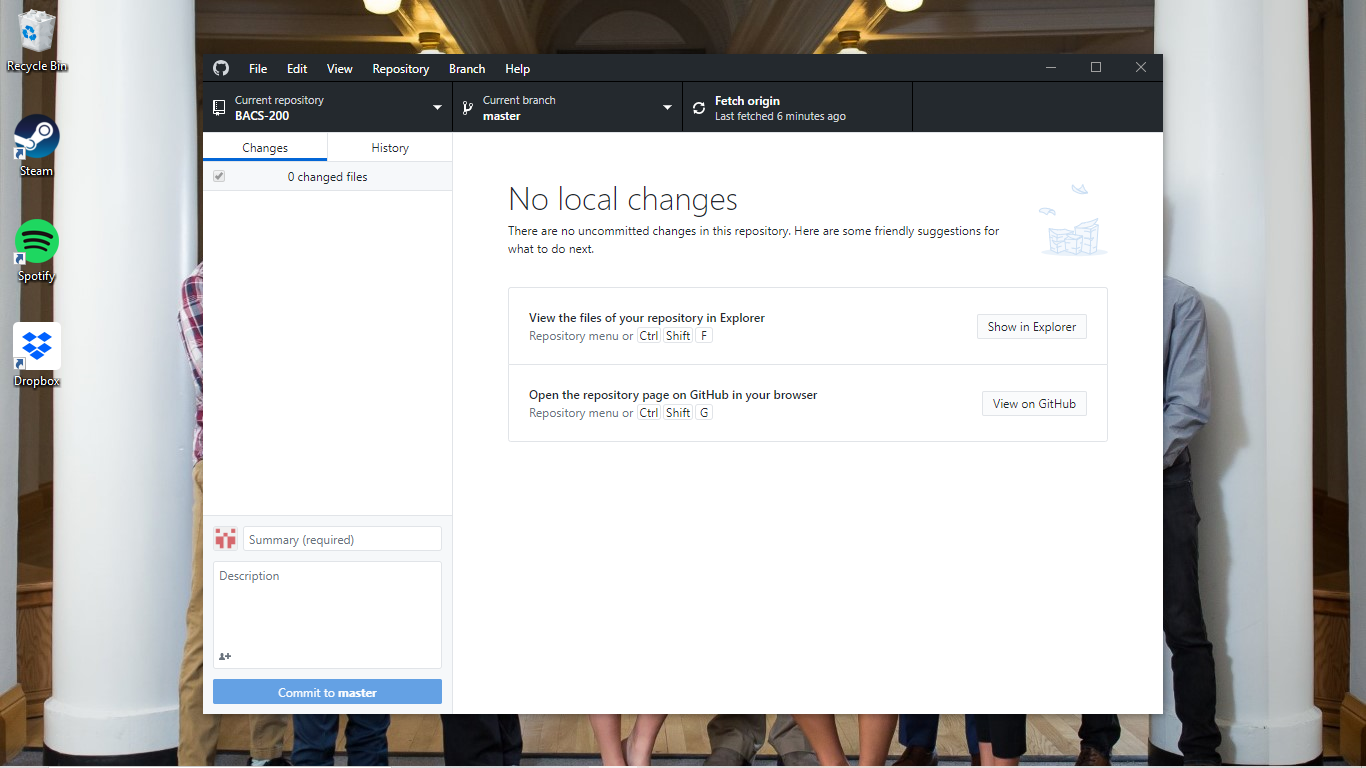 Recycle Bin
Steam
Spotify
Dropbox
File Edit View Repository Branch Help
Current repository
BACS-200
Current branch
master
Fetch origin
Last fetched 6 minutes ago
Changes History
0 changed files
No local changes
There are no uncommitted changes in this repository. Here are some friendly suggestions for
what to do next.
View the files of your repository in Explorer
Repository menu or Ctrl Shift F
Show in Explorer
Open the repository page on GitHub in your browser
Repository menu or Ctrl Shift G
View on GitHub
Summary (required)
Description
Commit to master